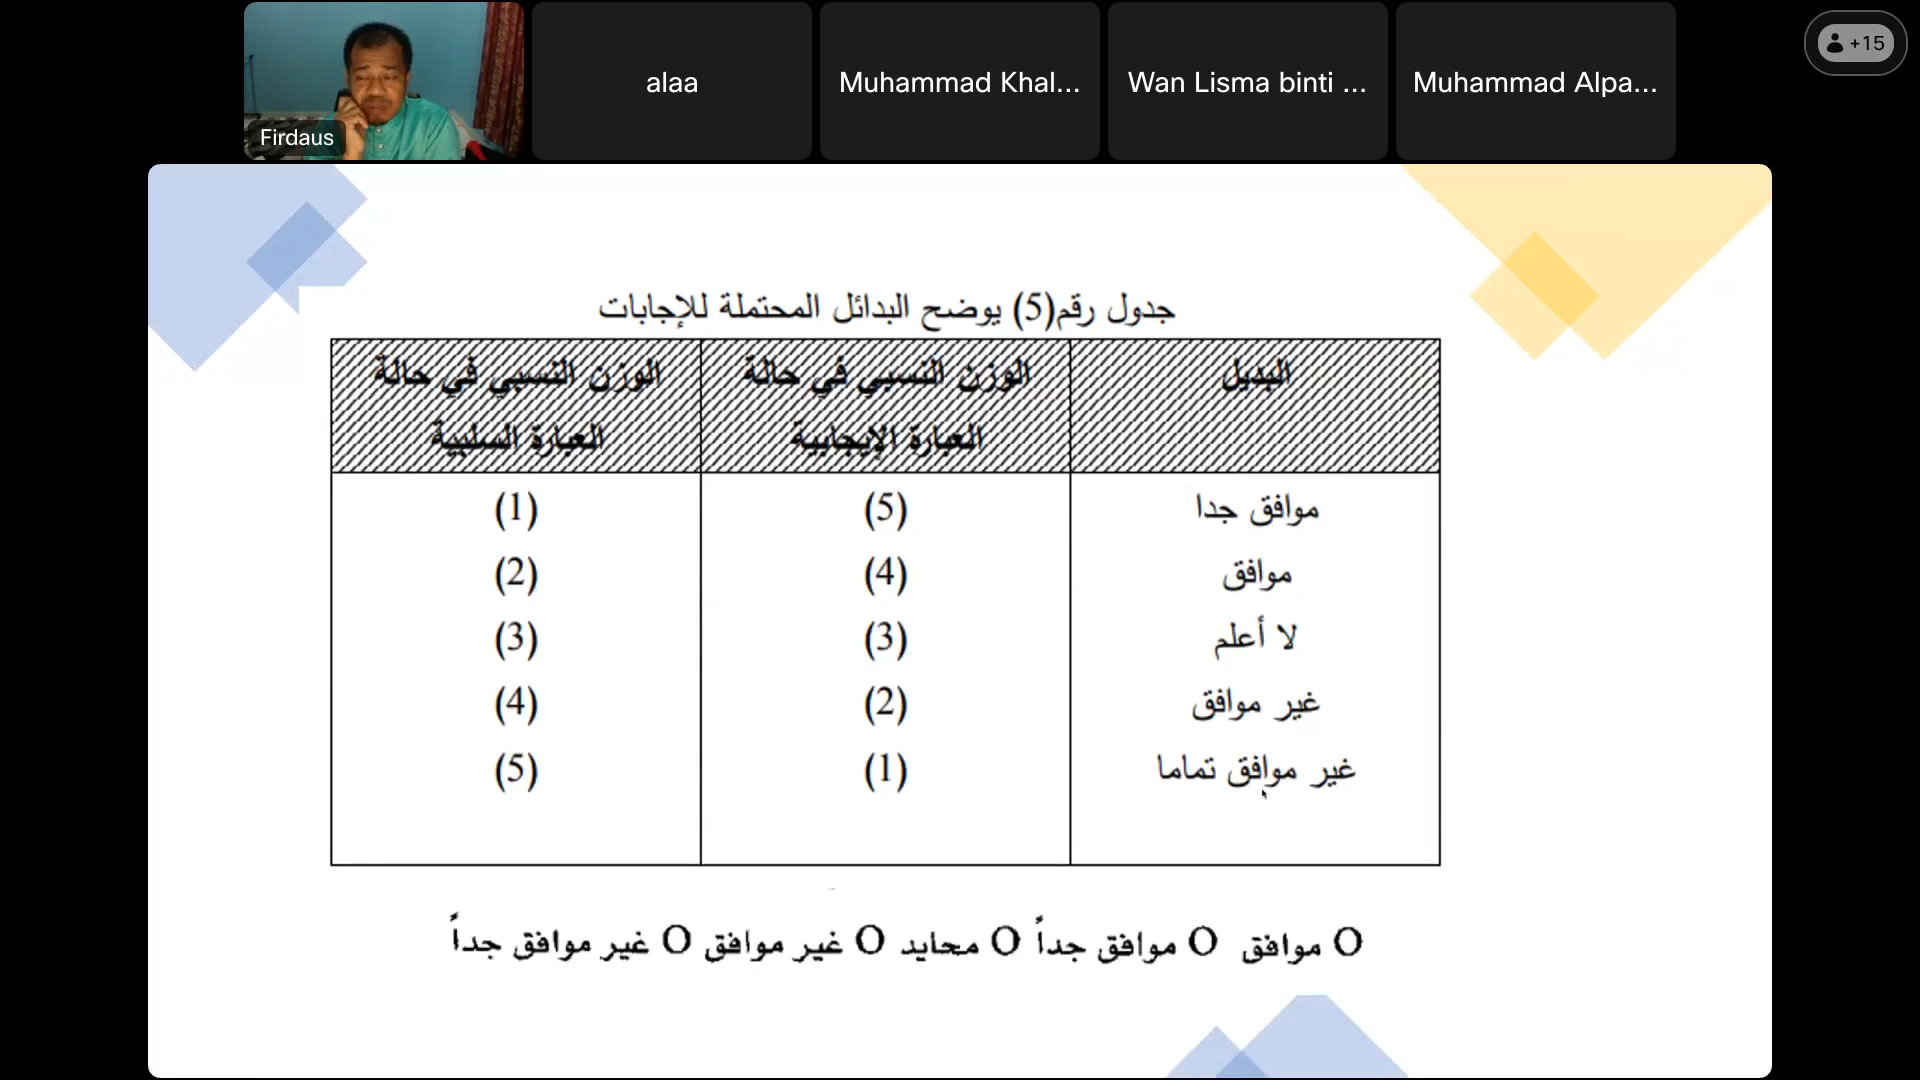 Firdaus
alaa
Muhammad Khal...
Wan Lisma binti ...
Muhammad Alpa...
+15
جدول رقم(5) يوضح البدائل المحتملة للإجابات
البديل
الوزن النسبي في حالة
العبارة الإيجابية
الوزن النسبي في حالة
العبارة السلبية
موافق جدا (5) (1)
موافق (4) (2)
لا أعلم (3) (3)
غير موافق (2) (4)
غير موافق تماما (1) (5)
O موافق O موافق جداً O محايد O غير موافق O غير موافق جداً